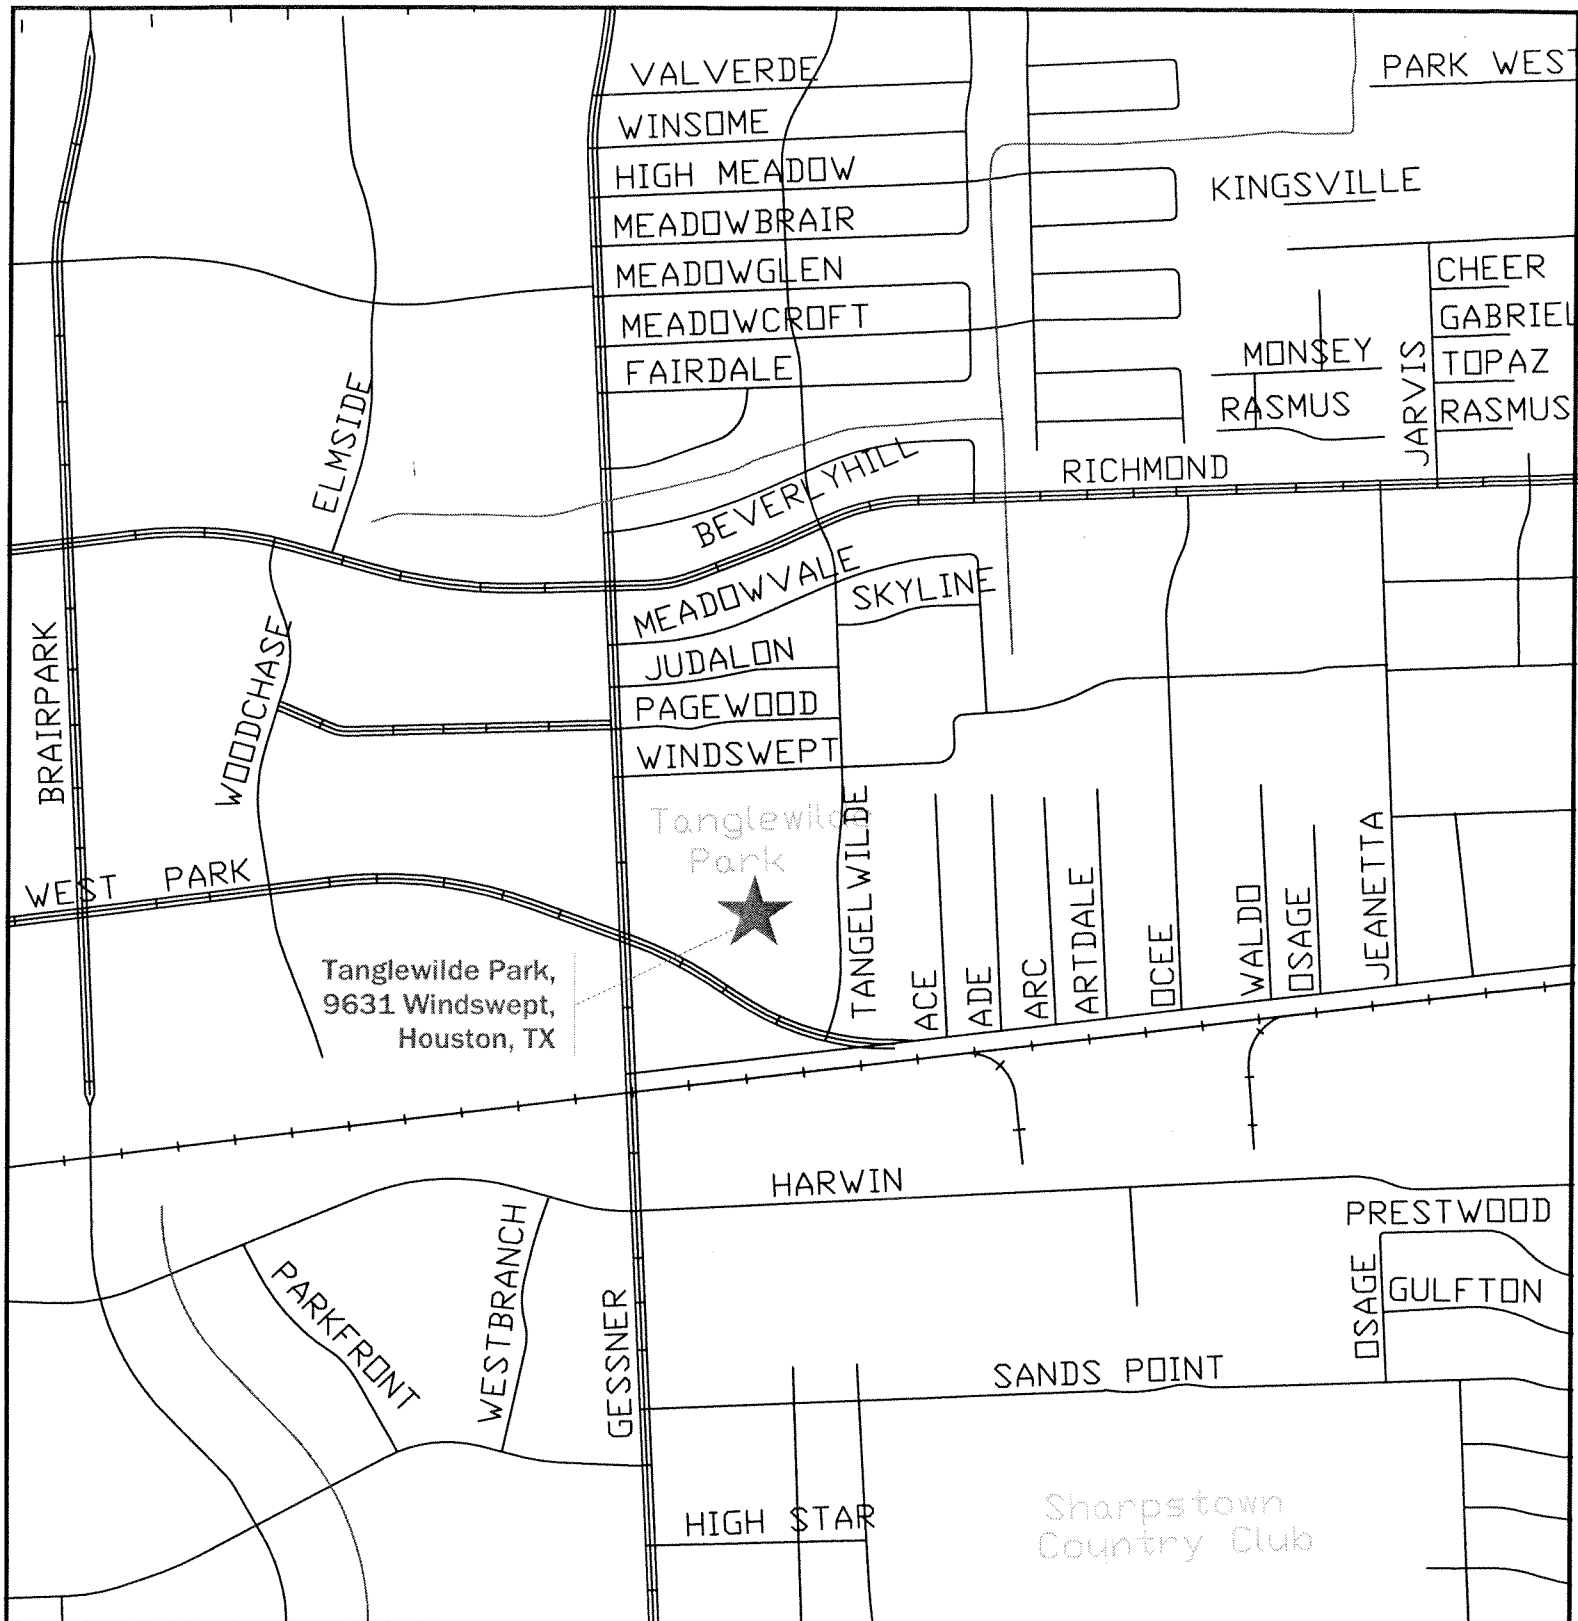 VALVERDE
PARK WEST
WINSOME
HIGH MEADOW
KINGSVILLE
MEADOWBRAIR
MEADOWGLEN
CHEER
MEADOWCROFT
GABRIEL
MONSEY
TOPAZ
FAIRDALE
JARVIS
RASMUS
RASMUS
ELMSIDE
RICHMOND
BEVERLYHILL
MEADOWVALE
SKYLINE
BRAIRPARK
WOODCHASE
JUDALON
PAGEWOOD
WINDSWEPT
Tanglewilde
Park
TANGELWILDE
WEST PARK
ACE
ADE
ARC
ARTDALE
OCEE
WALDO
OSAGE
JEANETTA
Tanglewilde Park,
9631 Windswept,
Houston, TX
HARWIN
PRESTWOOD
PARKFRONT
WESTBRANCH
GESSNER
OSAGE
GULFTON
SANDS POINT
HIGH STAR
Sharpstown
Country Club